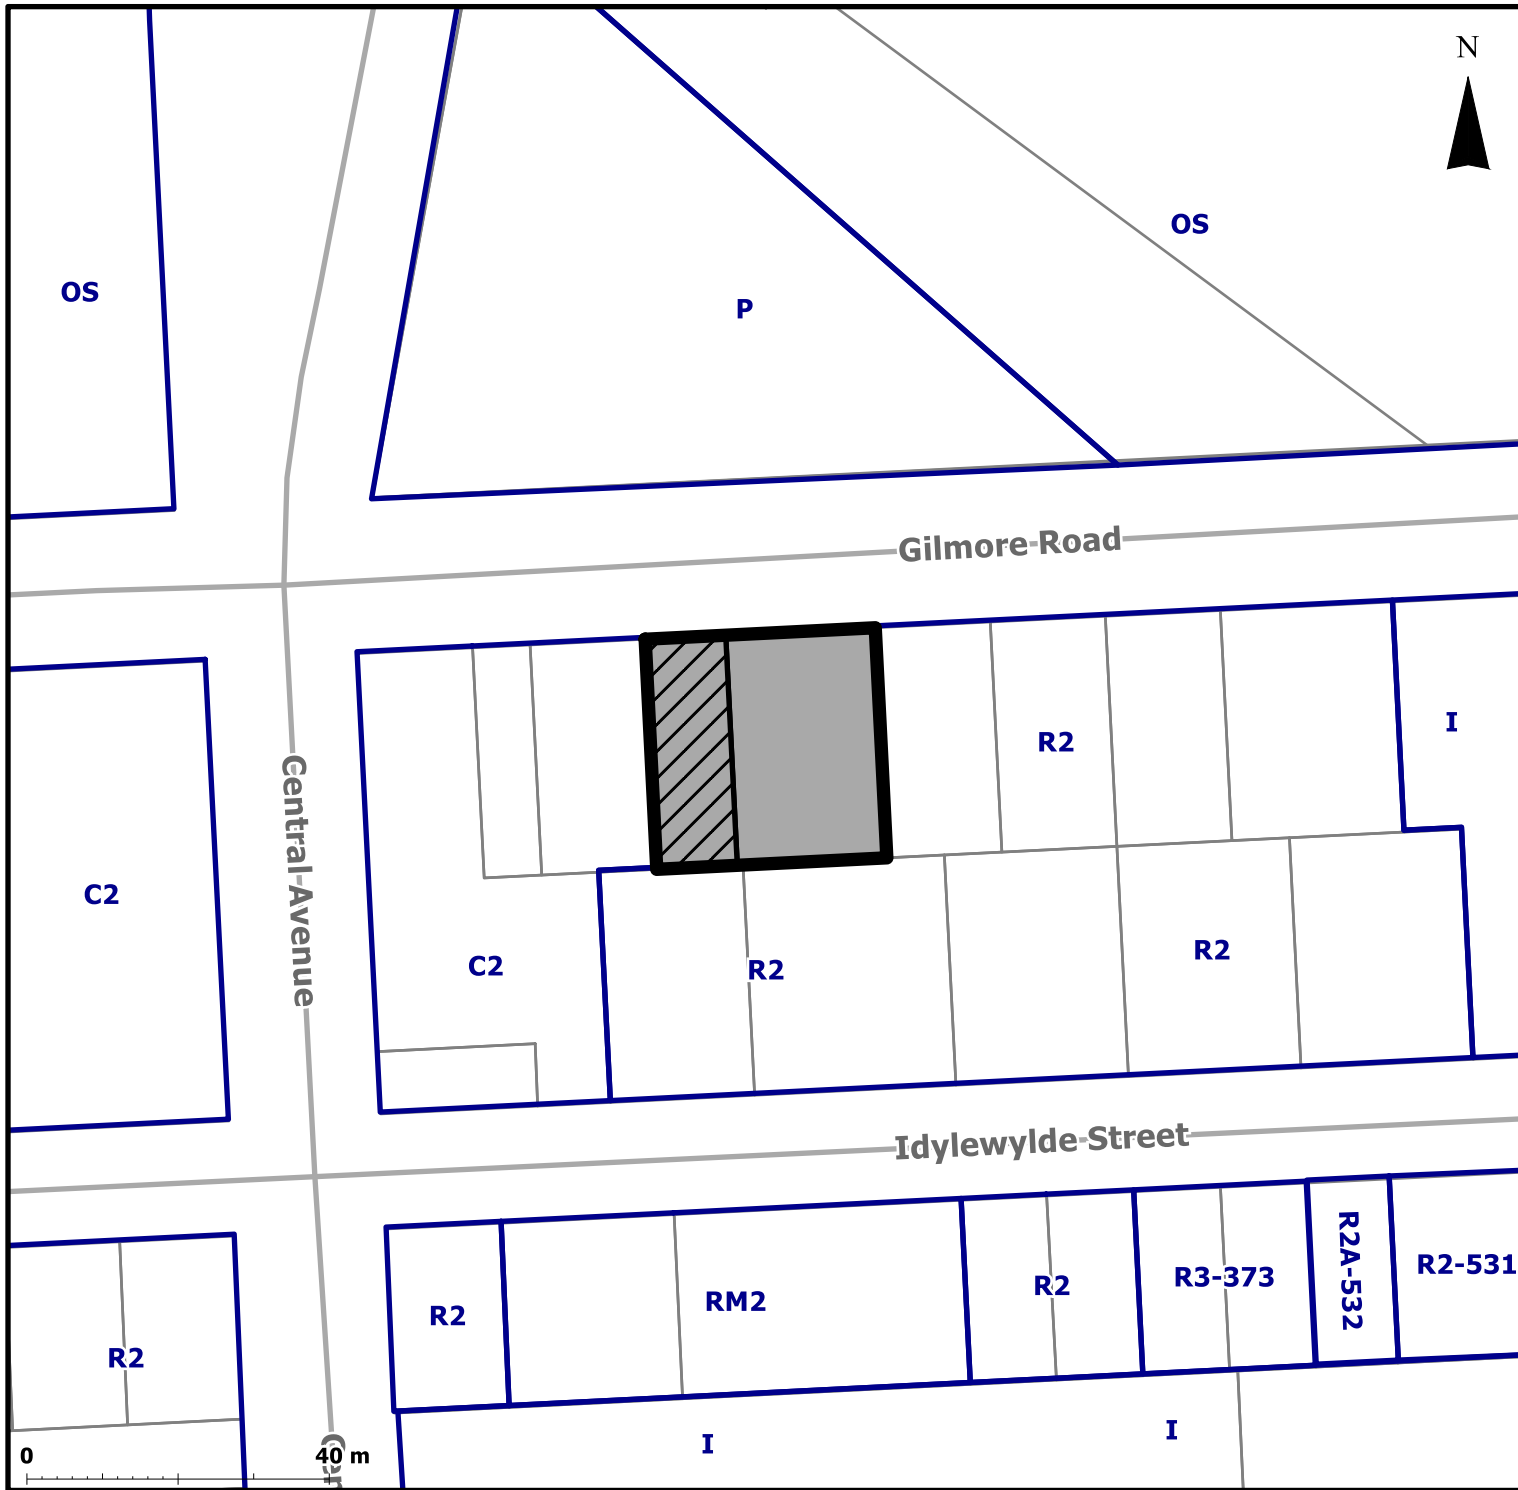 N
OS
OS
P
Gilmore Road
I
R2
Central Avenue
C2
R2
C2
R2
Idylewylde Street
R2A-532
R2-531
R3-373
R2
RM2
R2
R2
I
I
0
40 m